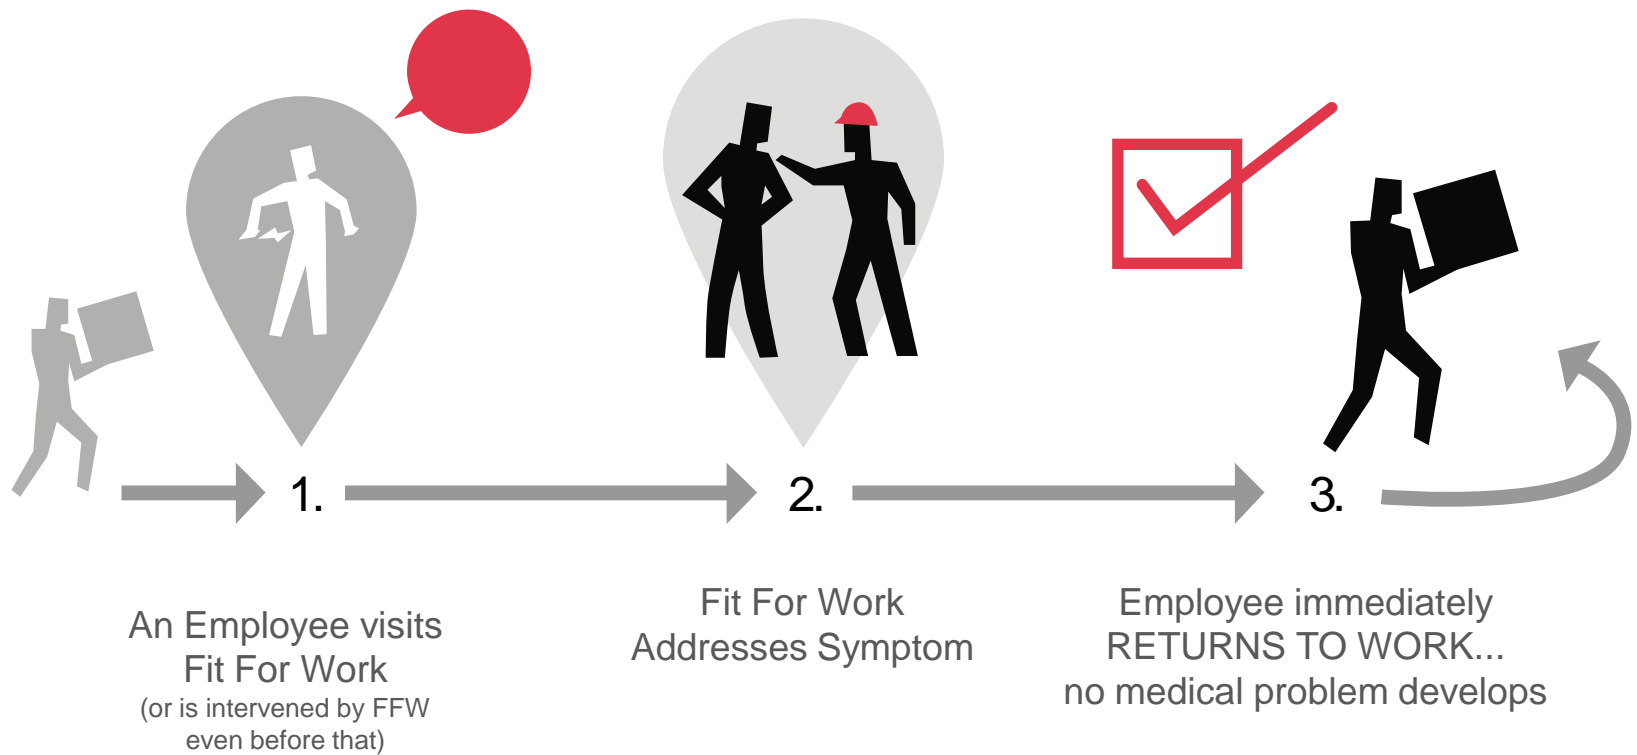 1.
2.
3.
An Employee visits
Fit For Work
(or is intervened by FFW
even before that)
Fit For Work
Addresses Symptom
Employee immediately
RETURNS TO WORK...
no medical problem develops